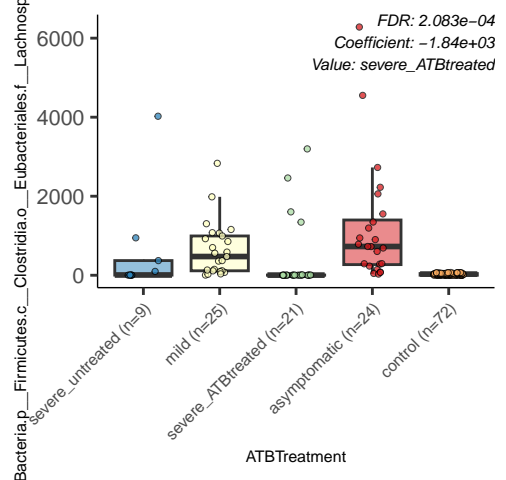 Bacteria.p__Firmicutes.c__Clostridia.o__Eubacteriales.f__Lachnosp
FDR: 2.083e−04
Coefficient: −1.84e+03
Value: severe_ATBtreated
6000
4000
2000
0
severe_untreated (n=9)
mild (n=25)
severe_ATBtreated (n=21)
asymptomatic (n=24)
control (n=72)
ATBTreatment